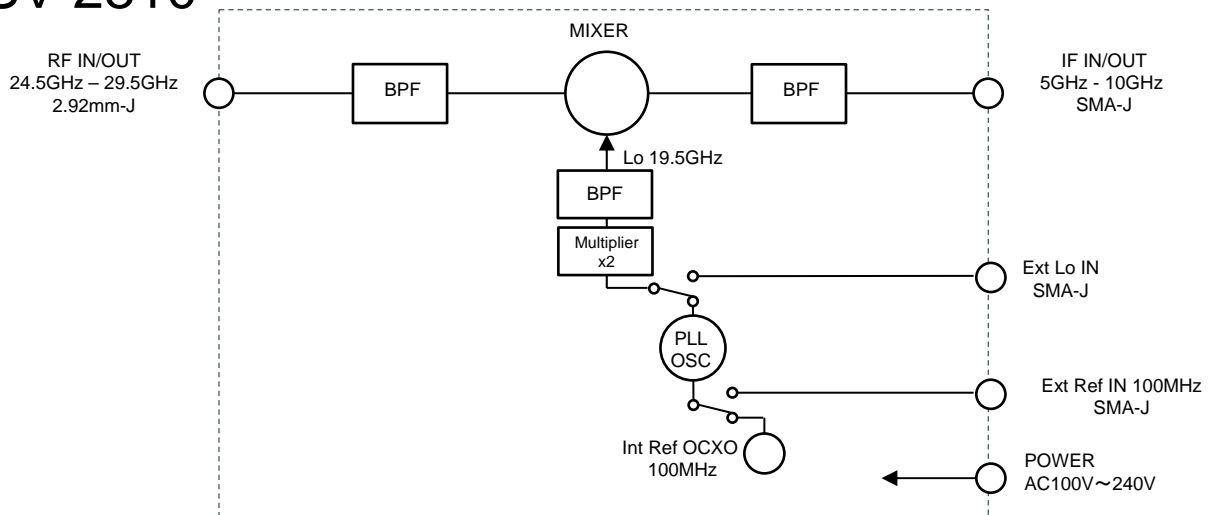 MIXER
RF IN/OUT
24.5GHz – 29.5GHz
2.92mm-J
BPF
BPF
IF IN/OUT
5GHz - 10GHz
SMA-J
Lo 19.5GHz
BPF
Multiplier
x2
Ext Lo IN
SMA-J
PLL
OSC
Ext Ref IN 100MHz
SMA-J
Int Ref OCXO
100MHz
POWER
AC100V～240V